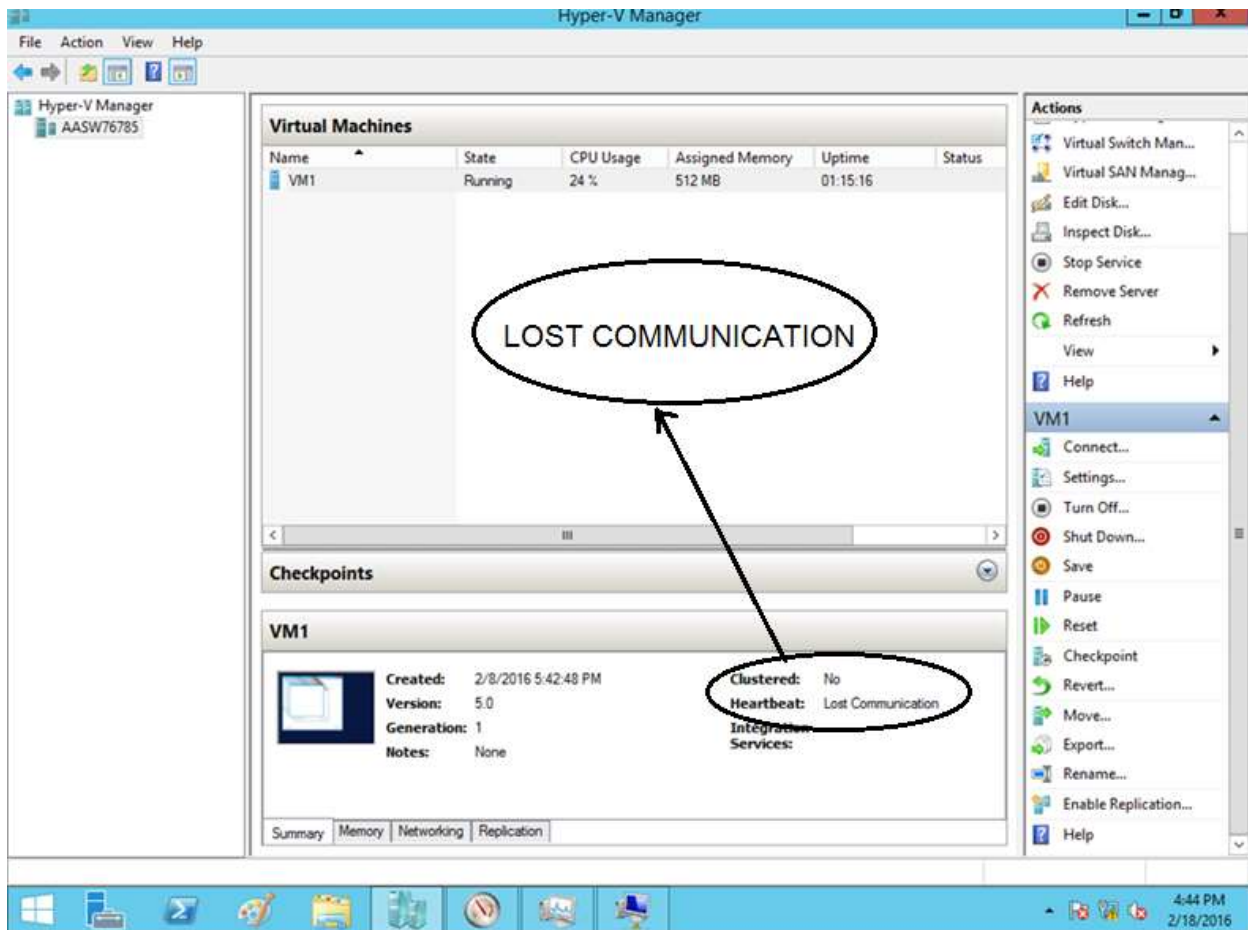 Hyper-V Manager
File Action View Help
Hyper-V Manager
AASW76785
Virtual Machines
Name State CPU Usage Assigned Memory Uptime Status
VM1 Running 24 % 512 MB 01:15:16
LOST COMMUNICATION
Checkpoints
VM1
Created: 2/8/2016 5:42:48 PM
Version: 5.0
Generation: 1
Notes: None
Clustered: No
Heartbeat: Lost Communication
Integration
Services:
Summary Memory Networking Replication
Actions
Virtual Switch Man...
Virtual SAN Manag...
Edit Disk...
Inspect Disk...
Stop Service
Remove Server
Refresh
View
Help
VM1
Connect...
Settings...
Turn Off...
Shut Down...
Save
Pause
Reset
Checkpoint
Revert...
Move...
Export...
Rename...
Enable Replication...
Help
4:44 PM
2/18/2016